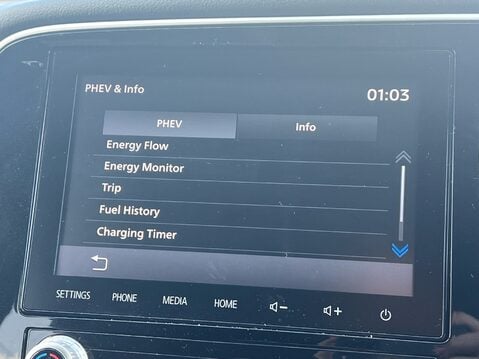 PHEV & Info
01:03
PHEV
Info
Energy Flow
Energy Monitor
Trip
Fuel History
Charging Timer
SETTINGS PHONE MEDIA HOME